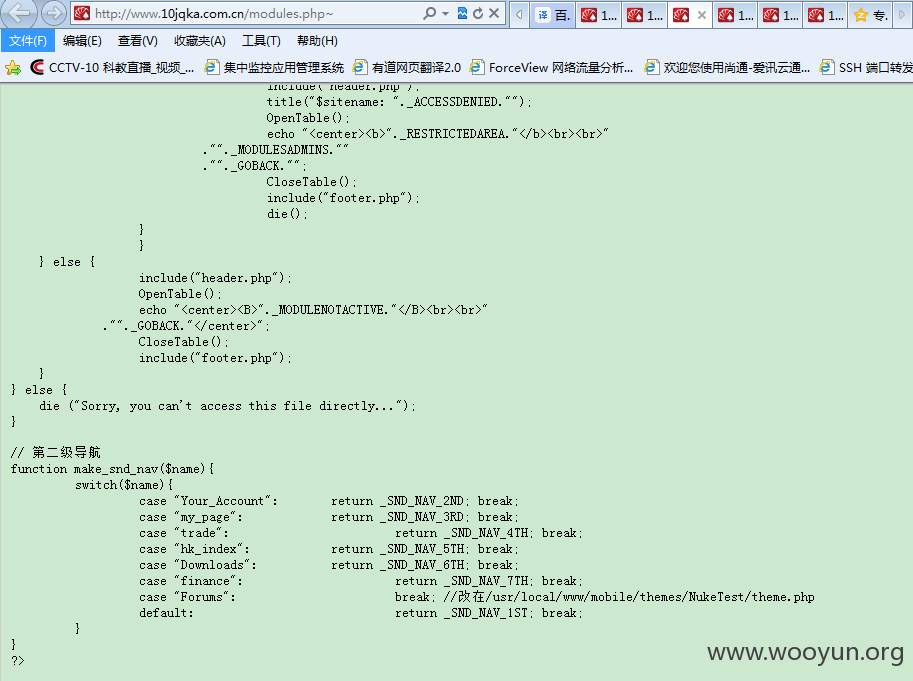 http://www.10jqka.com.cn/modules.php~
译 百. 1... 1... 1... 1... 1... 专.
文件(F) 编辑(E) 查看(V) 收藏夹(A) 工具(T) 帮助(H)
CCTV-10 科教直播_视频_... 集中监控应用管理系统 有道网页翻译2.0 ForceView 网络流量分析... 欢迎您使用尚通-爱讯云通... SSH 端口转发
include("header.php");
title("$sitename: "._ACCESSDENIED."");
OpenTable();
echo "<center><b>"._RESTRICTEDAREA."</b><br><br>"
.""._MODULESADMINS.""
.""._GOBACK."";
CloseTable();
include("footer.php");
die();
}
}
} else {
include("header.php");
OpenTable();
echo "<center><B>"._MODULENOTACTIVE."</B><br><br>"
.""._GOBACK."</center>";
CloseTable();
include("footer.php");
}
} else {
die ("Sorry, you can't access this file directly...");
}
// 第二级导航
function make_snd_nav($name){
switch($name){
case "Your_Account": return _SND_NAV_2ND; break;
case "my_page": return _SND_NAV_3RD; break;
case "trade": return _SND_NAV_4TH; break;
case "hk_index": return _SND_NAV_5TH; break;
case "Downloads": return _SND_NAV_6TH; break;
case "finance": return _SND_NAV_7TH; break;
case "Forums": break; //改在/usr/local/www/mobile/themes/NukeTest/theme.php
default: return _SND_NAV_1ST; break;
}
}
?>
www.wooyun.org